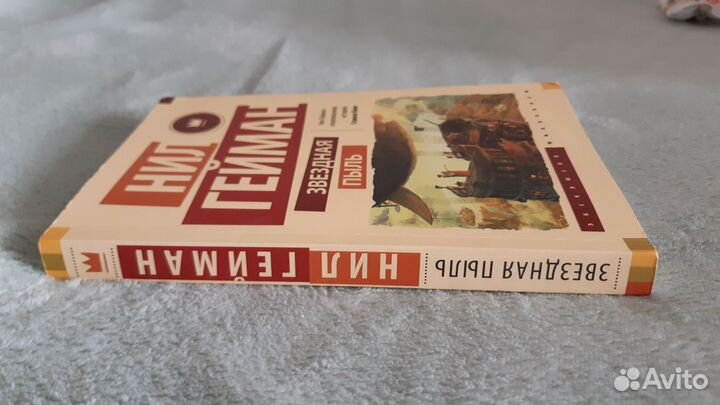 НИЛ
ГЕЙМАН
ЗВЕЗДНАЯ
ПЫЛЬ
НИЛ ГЕЙМАН
ЗВЕЗДНАЯ ПЫЛЬ
Avito